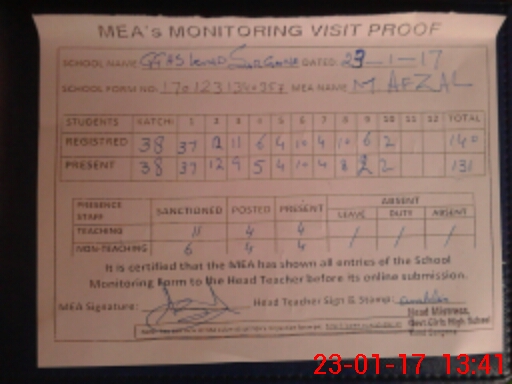 MEA's MONITORING VISIT PROOF
SCHOOL NAME DATED: 23-1-17
SCHOOL FORM NO. MEA NAME M AFZAL
STUDENTS KATCHI 1 2 3 4 5 6 7 8 9 10 11 12 TOTAL
REGISTRED 38 37 12 11 6 4 10 4 10 6 2 140
PRESENT 38 37 12 9 5 4 10 4 8 2 2 131
PRESENCE STAFF SANCTIONED POSTED PRESENT ABSENT
LEAVE DUTY ABSENT
TEACHING 4 4 / / /
NON-TEACHING 6 4 / / /
It is certified that the MEA has shown all entries of the School
Monitoring Form to the Head Teacher before its online submission.
MEA Signature: Head Teacher Sign & Stamp:
Head Mistress,
Govt. Girls High School
23-01-17 13:41